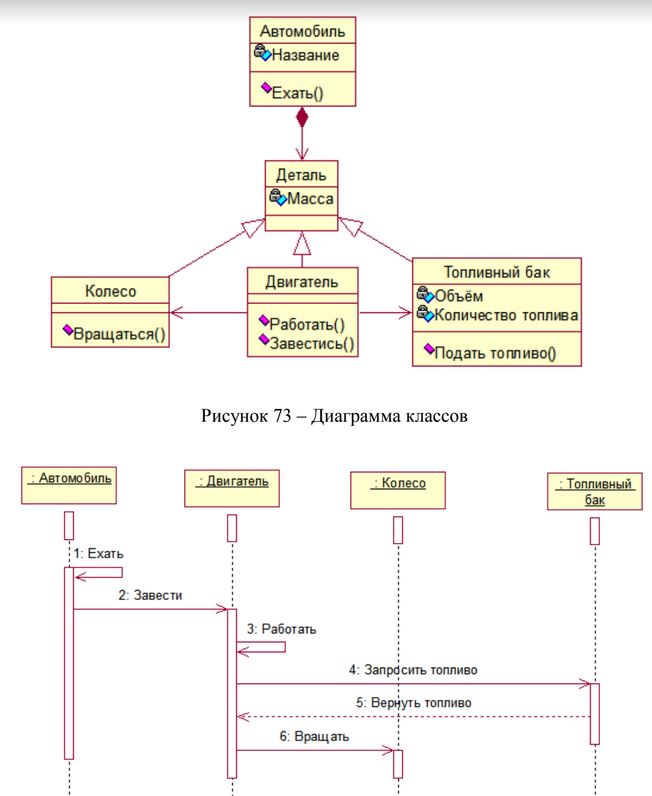 Автомобиль
Название
Ехать()
Деталь
Масса
Колесо
Вращаться()
Двигатель
Работать()
Завестись()
Топливный бак
Объём
Количество топлива
Подать топливо()
Рисунок 73 – Диаграмма классов
: Автомобиль
: Двигатель
: Колесо
: Топливный
бак
1: Ехать
2: Завести
3: Работать
4: Запросить топливо
5: Вернуть топливо
6: Вращать